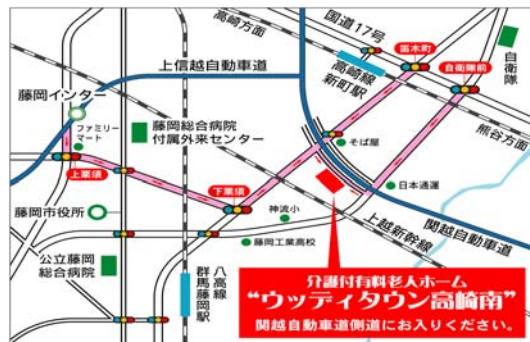 高崎方面
国道17号
笛木町
自衛隊前
自衛隊
高崎線
新町駅
上信越自動車道
藤岡インター
ファミリー
マート
藤岡総合病院
付属外来センター
熊谷方面
そば屋
上栗須
下栗須
日本通運
藤岡市役所
神流小
上越新幹線
関越自動車道
藤岡工業高校
公立藤岡
総合病院
八高線
群馬藤岡駅
介護付有料老人ホーム
“ウッディタウン高崎南”
関越自動車道側道にお入りください。